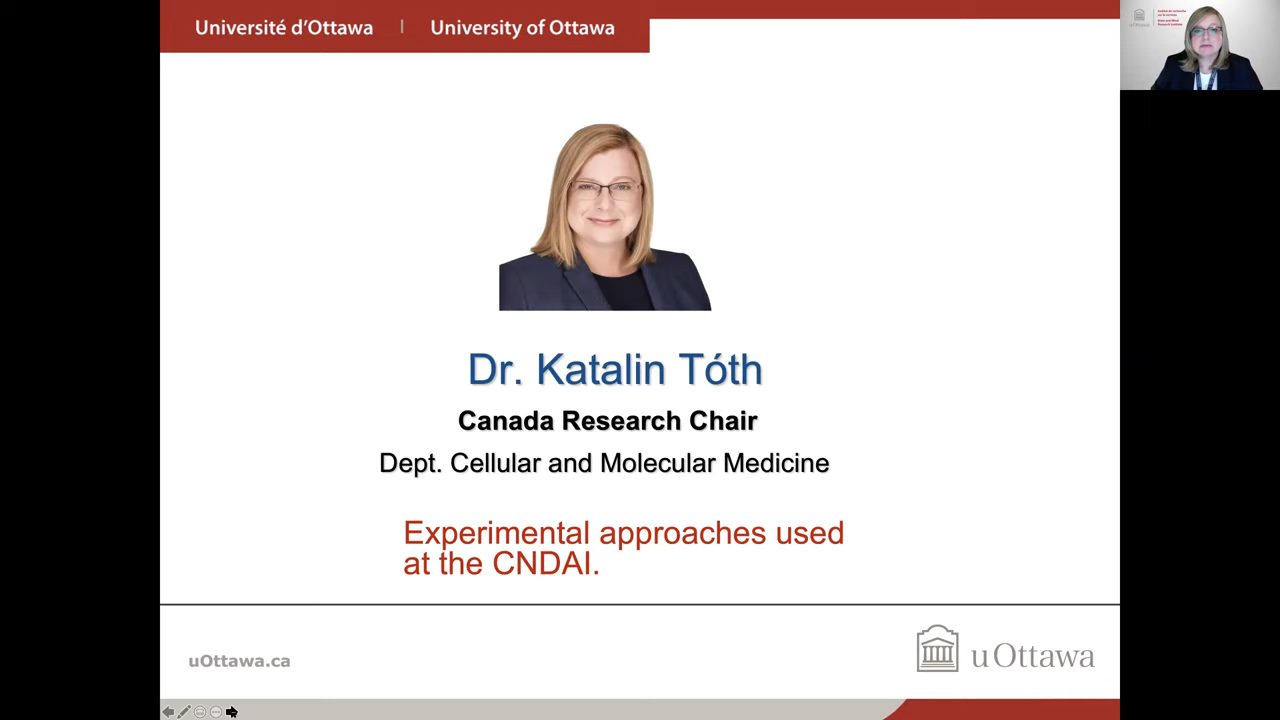 Université d'Ottawa | University of Ottawa
Dr. Katalin Tóth
Canada Research Chair
Dept. Cellular and Molecular Medicine
Experimental approaches used
at the CNDAI.
uOttawa.ca
uOttawa